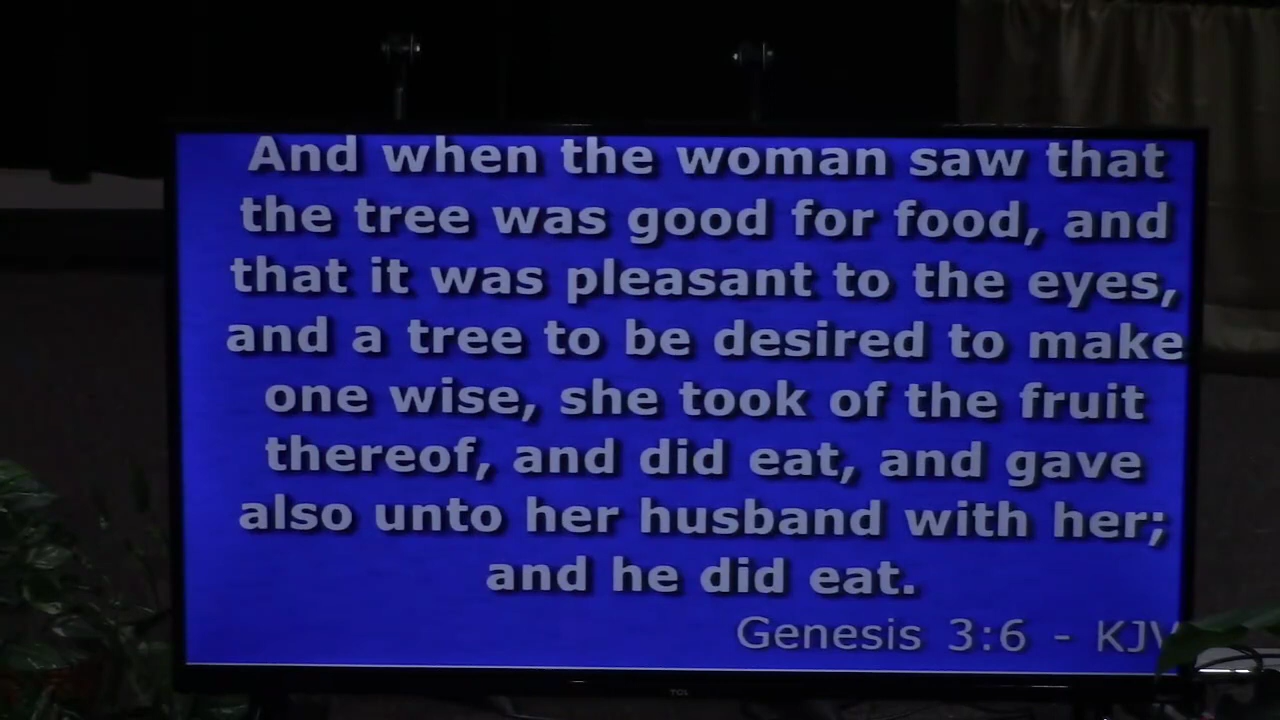 And when the woman saw that
the tree was good for food, and
that it was pleasant to the eyes,
and a tree to be desired to make
one wise, she took of the fruit
thereof, and did eat, and gave
also unto her husband with her;
and he did eat.
Genesis 3:6 - KJV
TCL